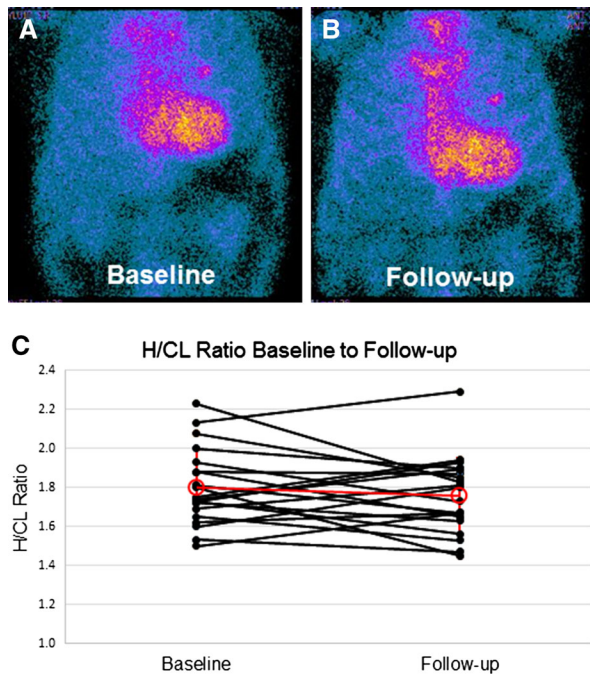 A
B
Baseline
Follow-up
C
H/CL Ratio Baseline to Follow-up
2.4
2.2
2.0
1.8
1.6
1.4
1.2
1.0
H/CL Ratio
Baseline
Follow-up